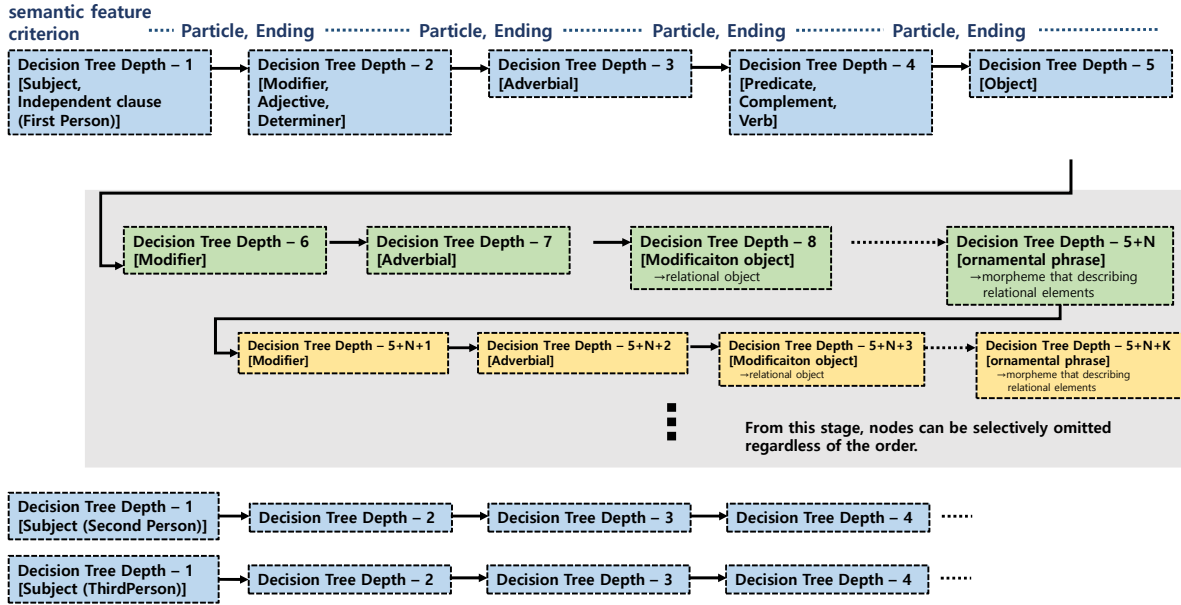 semantic feature
criterion
Particle, Ending
Particle, Ending
Particle, Ending
Particle, Ending
Decision Tree Depth – 1
[Subject,
Independent clause
(First Person)]
Decision Tree Depth – 2
[Modifier,
Adjective,
Determiner]
Decision Tree Depth – 3
[Adverbial]
Decision Tree Depth – 4
[Predicate,
Complement,
Verb]
Decision Tree Depth – 5
[Object]
Decision Tree Depth – 6
[Modifier]
Decision Tree Depth – 7
[Adverbial]
Decision Tree Depth – 8
[Modificaiton object]
→relational object
Decision Tree Depth – 5+N
[ornamental phrase]
→morpheme that describing
relational elements
Decision Tree Depth – 5+N+1
[Modifier]
Decision Tree Depth – 5+N+2
[Adverbial]
Decision Tree Depth – 5+N+3
[Modificaiton object]
→relational object
Decision Tree Depth – 5+N+K
[ornamental phrase]
→morpheme that describing
relational elements
From this stage, nodes can be selectively omitted
regardless of the order.
Decision Tree Depth – 1
[Subject (Second Person)]
Decision Tree Depth – 2
Decision Tree Depth – 3
Decision Tree Depth – 4
Decision Tree Depth – 1
[Subject (ThirdPerson)]
Decision Tree Depth – 2
Decision Tree Depth – 3
Decision Tree Depth – 4